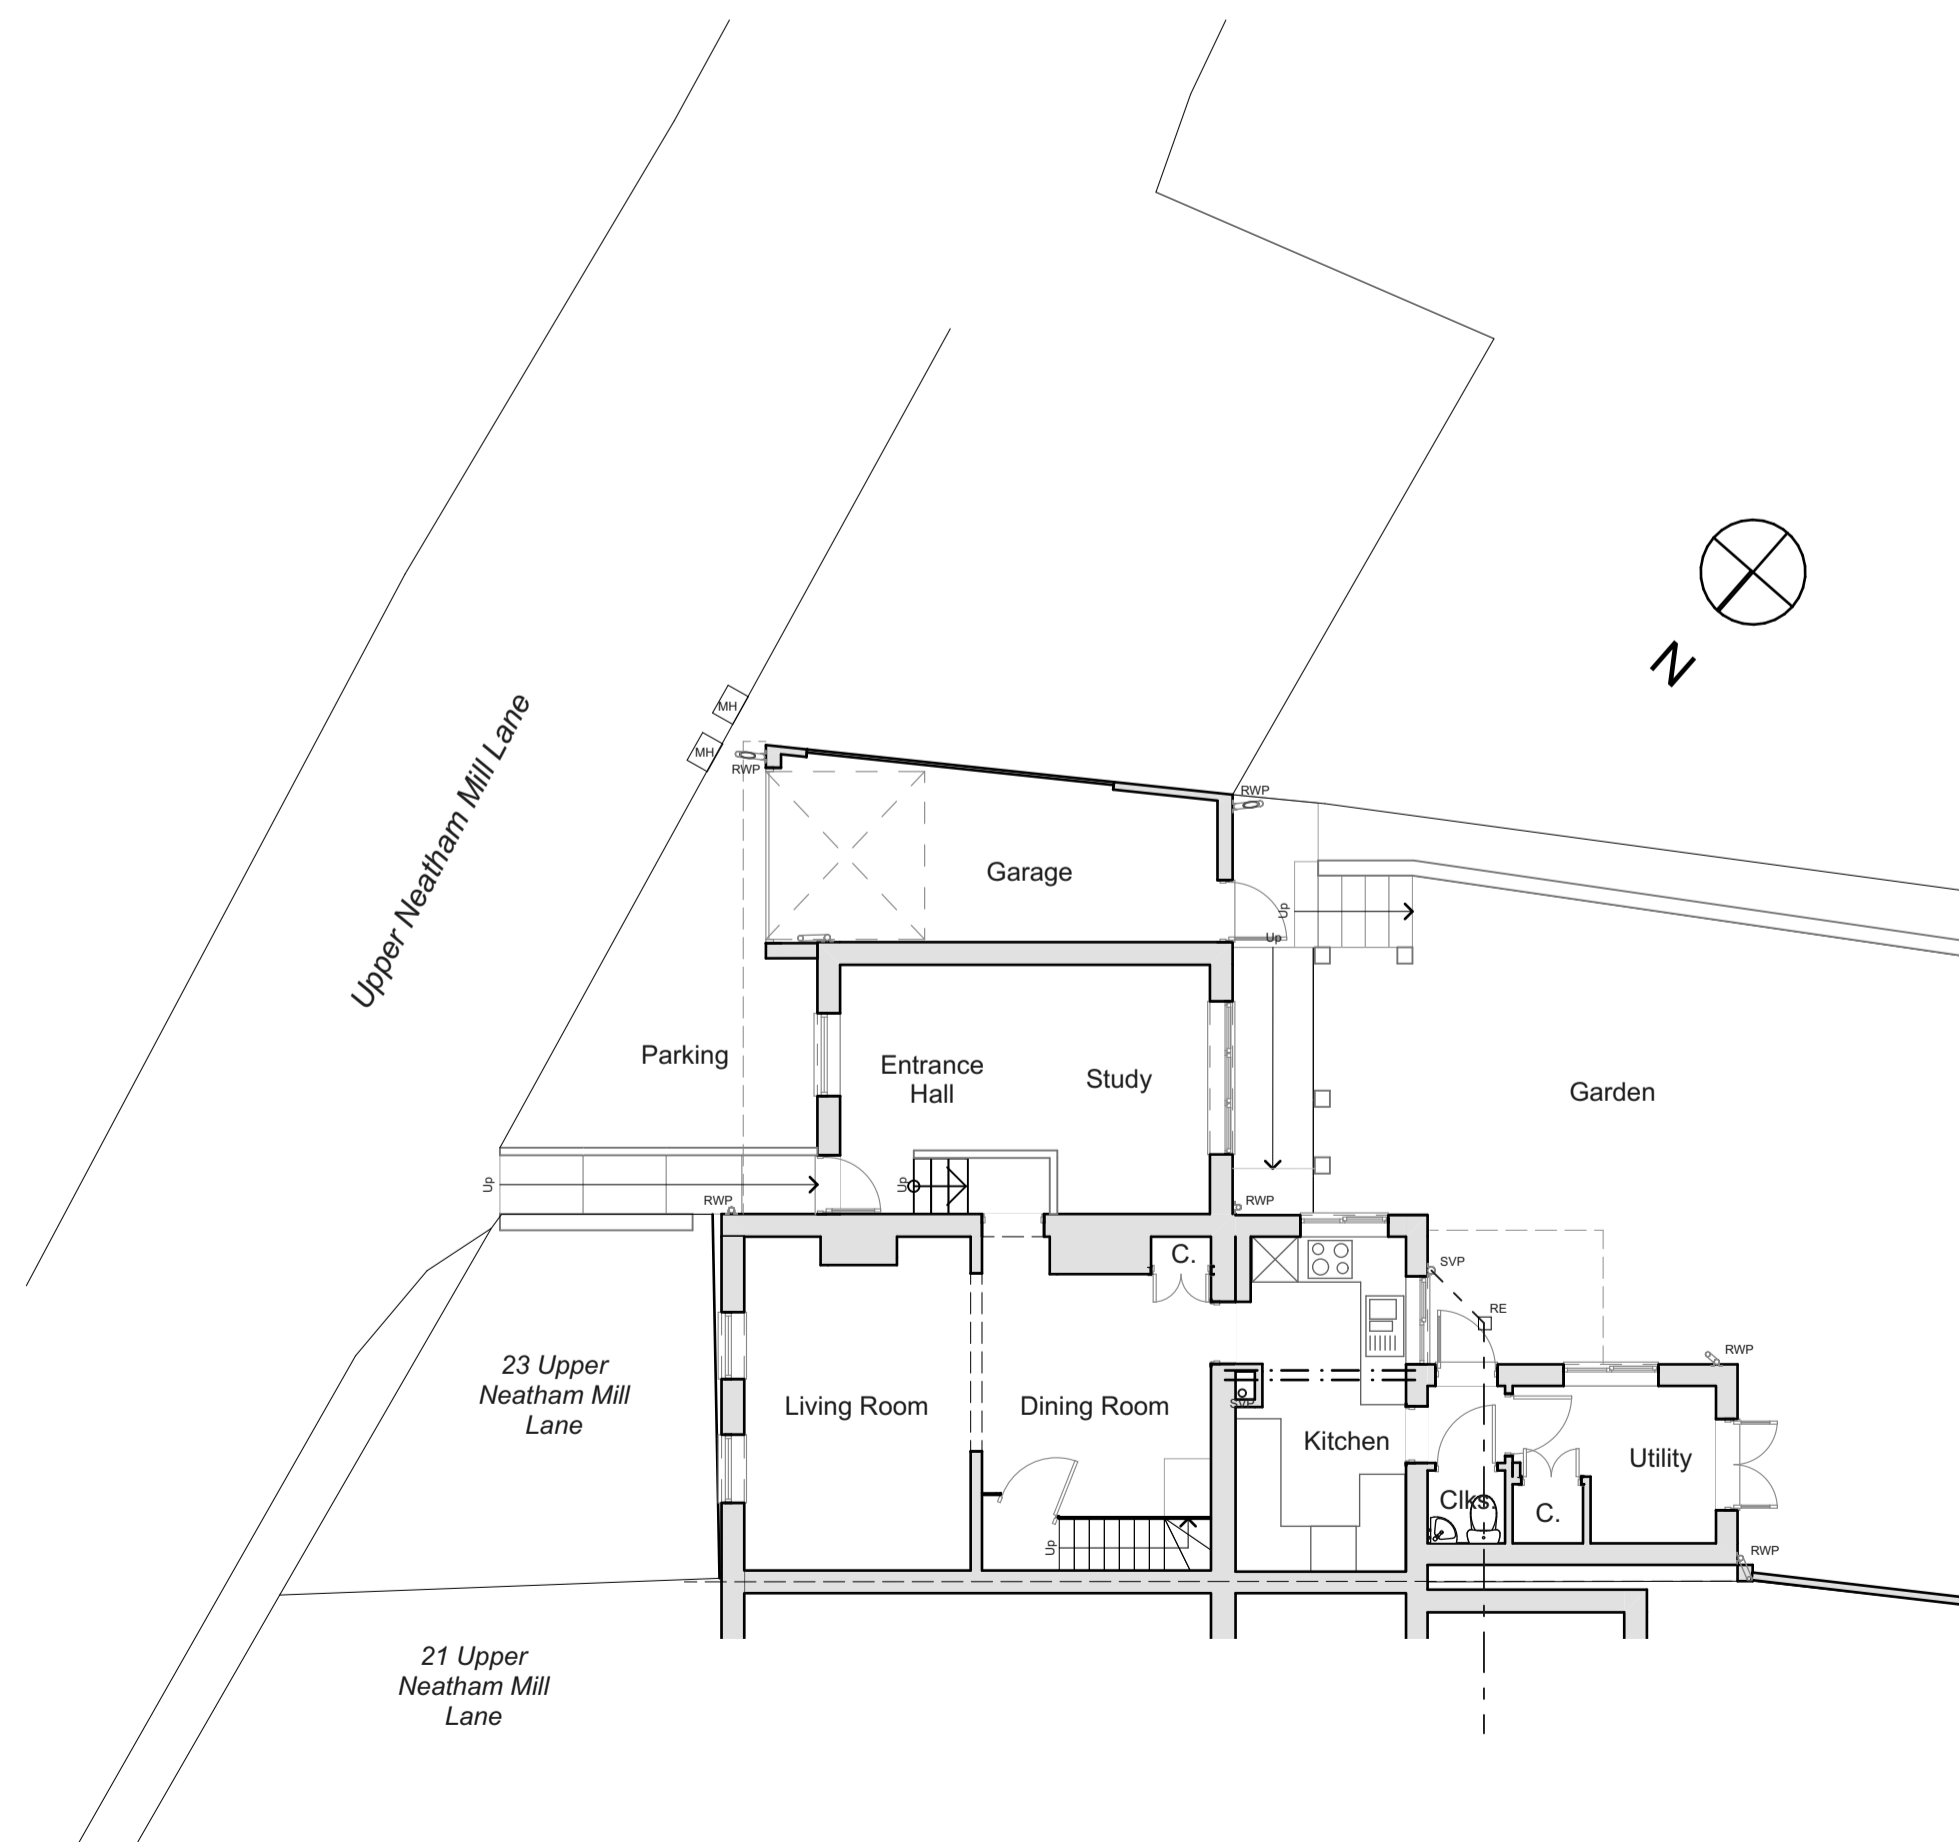 N
Upper Neatham Mill Lane
MH
MH
RWP
RWP
Garage
Up
Up
Parking
Entrance
Hall
Study
Garden
Up
Up
RWP
RWP
C.
SVP
RE
RWP
23 Upper
Neatham Mill
Lane
Living Room
Dining Room
SVP
Kitchen
Utility
Clks.
C.
Up
RWP
21 Upper
Neatham Mill
Lane